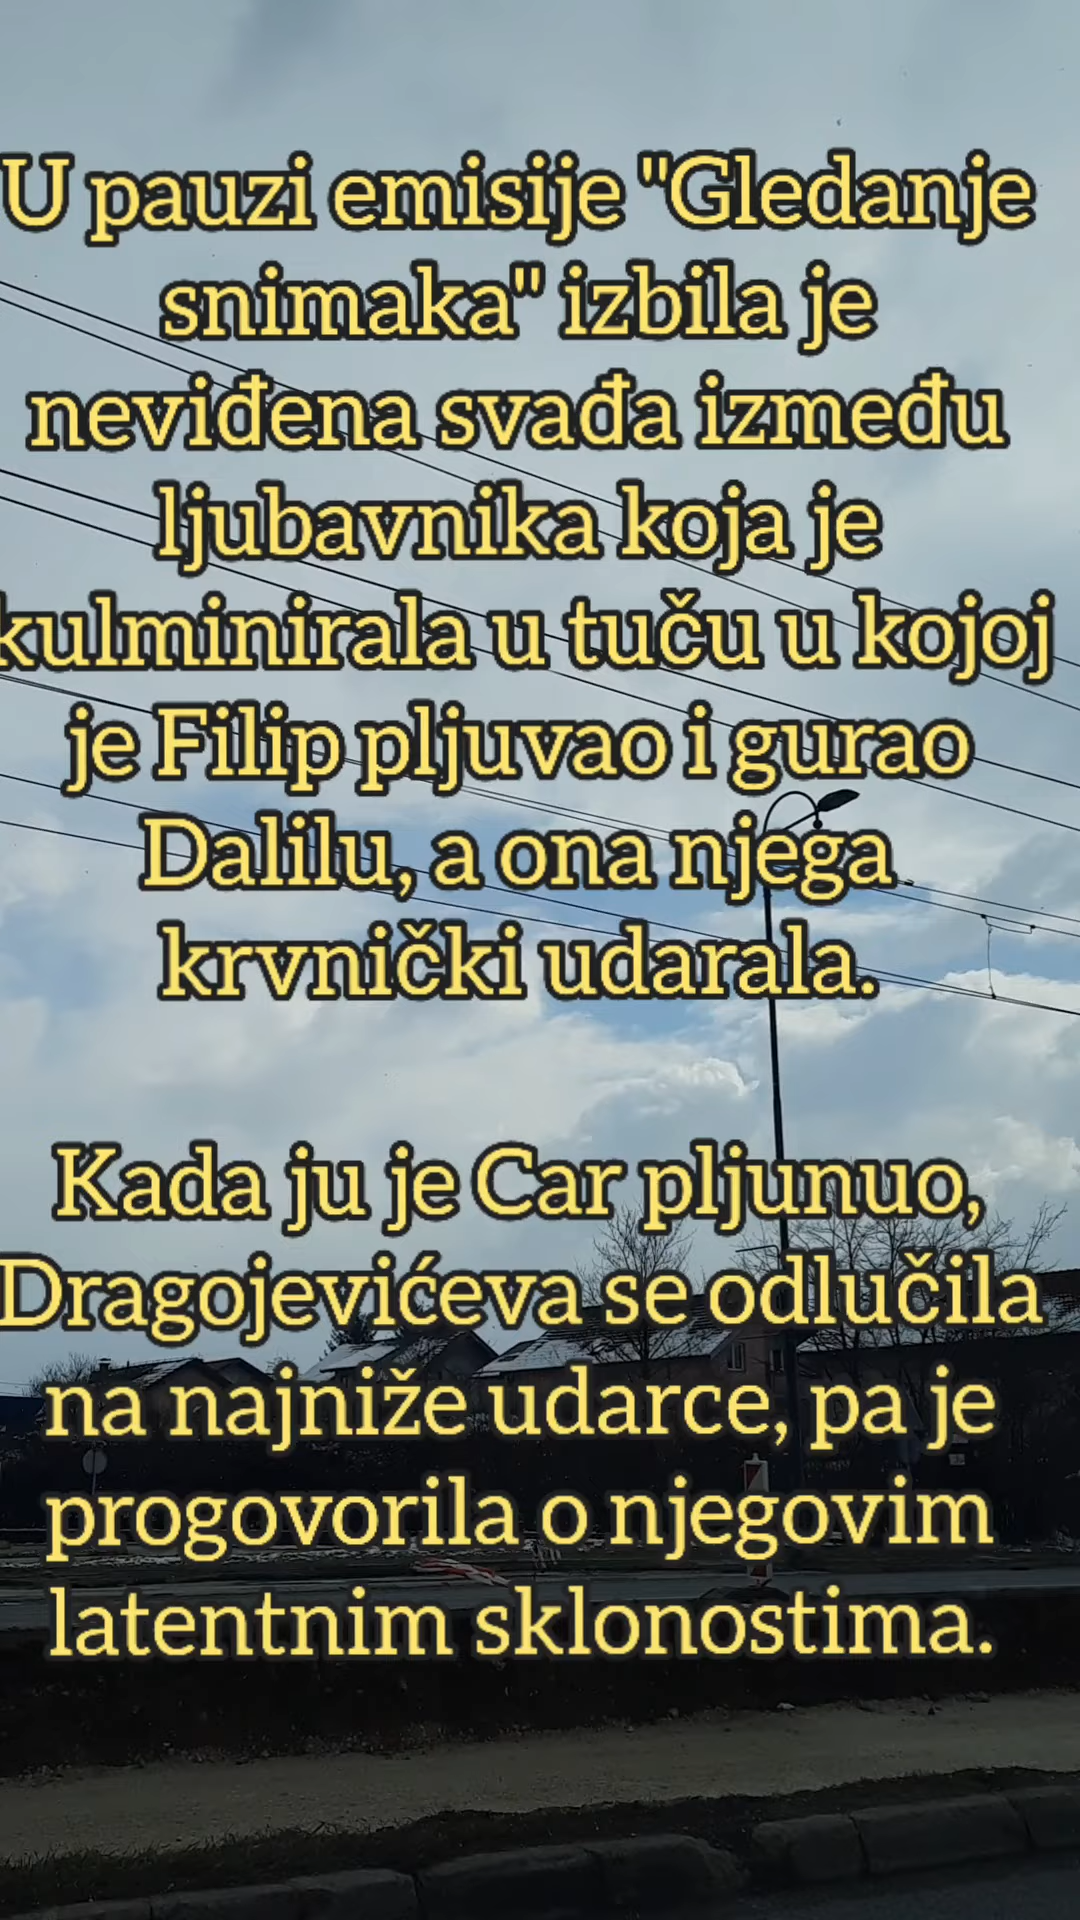 U pauzi emisije "Gledanje
snimaka" izbila je
neviđena svađa između
ljubavnika koja je
kulminirala u tuču u kojoj
je Filip pljuvao i gurao
Dalilu, a ona njega
krvnički udarala.
Kada ju je Car pljunuo,
Dragojevićeva se odlučila
na najniže udarce, pa je
progovorila o njegovim
latentnim sklonostima.